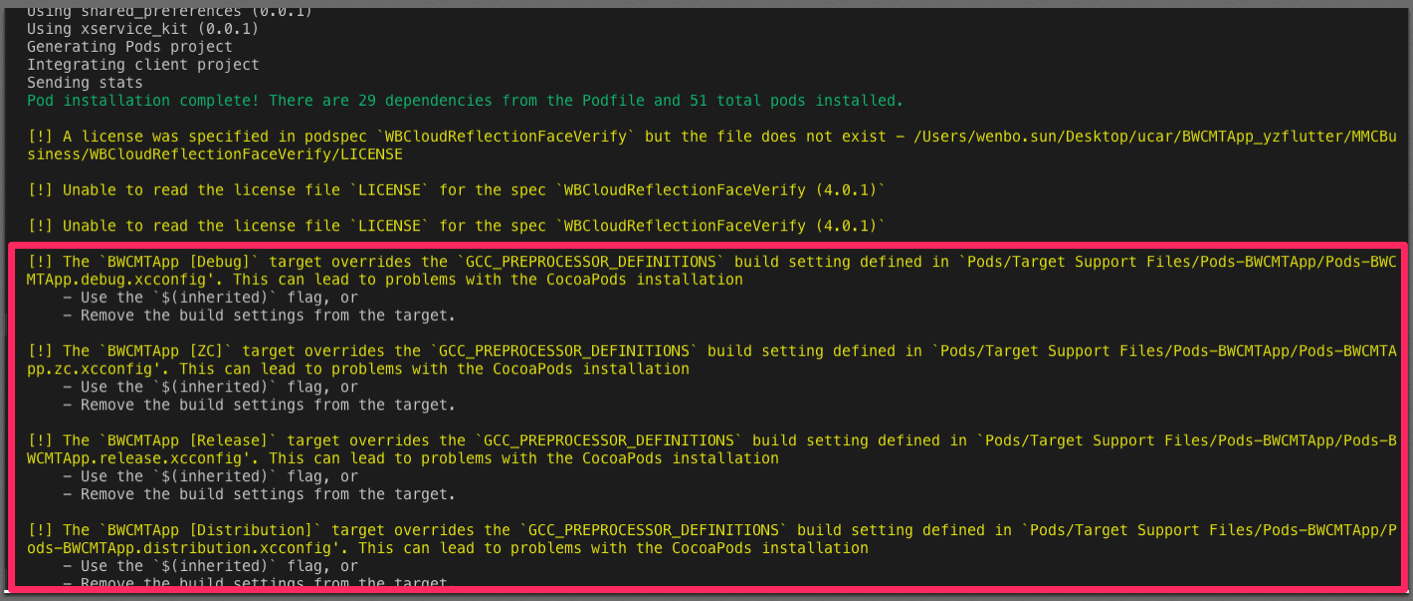 Using shared_preferences (0.0.1)
Using xservice_kit (0.0.1)
Generating Pods project
Integrating client project
Sending stats
Pod installation complete! There are 29 dependencies from the Podfile and 51 total pods installed.
[!] A license was specified in podspec `WBCloudReflectionFaceVerify` but the file does not exist – /Users/wenbo.sun/Desktop/ucar/BWCMTApp_yzflutter/MMCBu
siness/WBCloudReflectionFaceVerify/LICENSE
[!] Unable to read the license file `LICENSE` for the spec `WBCloudReflectionFaceVerify (4.0.1)`
[!] Unable to read the license file `LICENSE` for the spec `WBCloudReflectionFaceVerify (4.0.1)`
[!] The `BWCMTApp [Debug]` target overrides the `GCC_PREPROCESSOR_DEFINITIONS` build setting defined in `Pods/Target Support Files/Pods-BWCMTApp/Pods-BWC
MTApp.debug.xcconfig'. This can lead to problems with the CocoaPods installation
– Use the `$(inherited)` flag, or
– Remove the build settings from the target.
[!] The `BWCMTApp [ZC]` target overrides the `GCC_PREPROCESSOR_DEFINITIONS` build setting defined in `Pods/Target Support Files/Pods-BWCMTApp/Pods-BWCMTA
pp.zc.xcconfig'. This can lead to problems with the CocoaPods installation
– Use the `$(inherited)` flag, or
– Remove the build settings from the target.
[!] The `BWCMTApp [Release]` target overrides the `GCC_PREPROCESSOR_DEFINITIONS` build setting defined in `Pods/Target Support Files/Pods-BWCMTApp/Pods-B
WCMTApp.release.xcconfig'. This can lead to problems with the CocoaPods installation
– Use the `$(inherited)` flag, or
– Remove the build settings from the target.
[!] The `BWCMTApp [Distribution]` target overrides the `GCC_PREPROCESSOR_DEFINITIONS` build setting defined in `Pods/Target Support Files/Pods-BWCMTApp/P
ods-BWCMTApp.distribution.xcconfig'. This can lead to problems with the CocoaPods installation
– Use the `$(inherited)` flag, or
– Remove the build settings from the target.